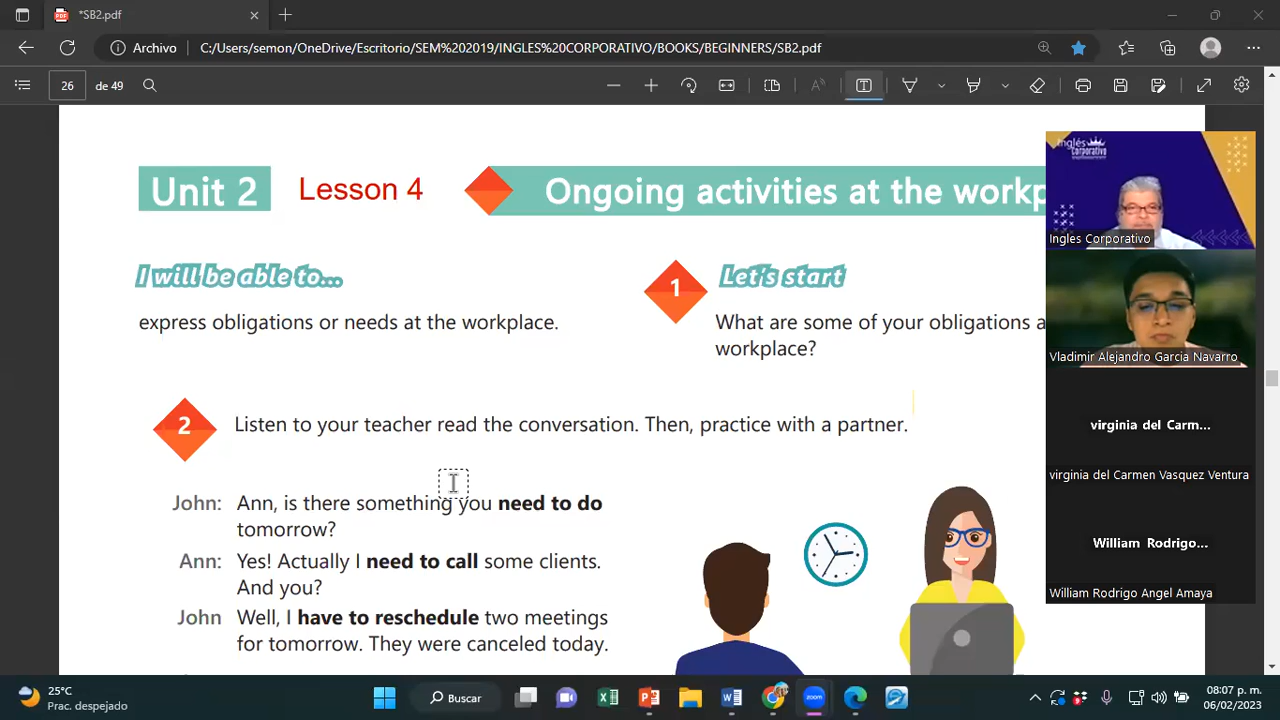 *SB2.pdf
Archivo
C:/Users/semon/OneDrive/Escritorio/SEM%202019/INGLES%20CORPORATIVO/BOOKS/BEGINNERS/SB2.pdf
26 de 49
Unit 2 Lesson 4 Ongoing activities at the workp
I will be able to...
express obligations or needs at the workplace.
1 Let's start
What are some of your obligations a
workplace?
2 Listen to your teacher read the conversation. Then, practice with a partner.
John: Ann, is there something you need to do
tomorrow?
Ann: Yes! Actually I need to call some clients.
And you?
John Well, I have to reschedule two meetings
for tomorrow. They were canceled today.
Inglés
Corporativo
Ingles Corporativo
Vladimir Alejandro Garcia Navarro
virginia del Carm...
virginia del Carmen Vasquez Ventura
William Rodrigo...
William Rodrigo Angel Amaya
25°C
Prac. despejado
Buscar
08:07 p. m.
06/02/2023